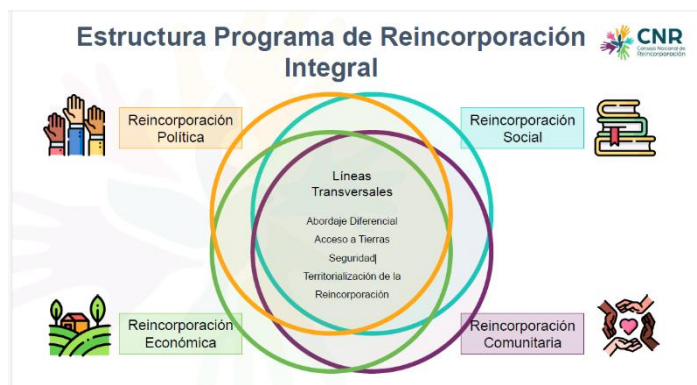 Estructura Programa de Reincorporación
Integral
CNR
Consejo Nacional de
Reincorporación
Reincorporación
Política
Reincorporación
Social
Líneas
Transversales
Abordaje Diferencial
Acceso a Tierras
Seguridad
Territorialización de la
Reincorporación
Reincorporación
Económica
Reincorporación
Comunitaria